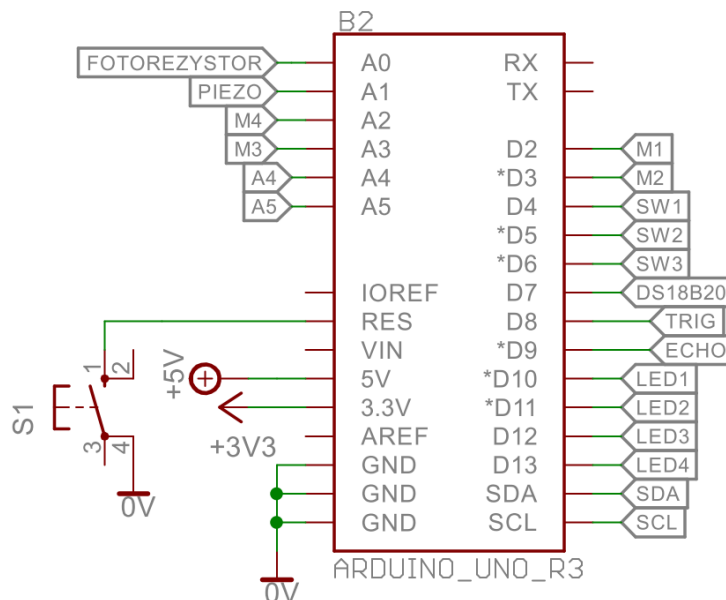 B2
FOTOREZYSTOR A0 RX
PIEZO A1 TX
M4 A2
M3 A3 D2 M1
A4 A4 *D3 M2
A5 A5 D4 SW1
*D5 SW2
*D6 SW3
IOREF D7 DS18B20
RES D8 TRIG
1 2 VIN *D9 ECHO
+5V 5V *D10 LED1
S1 3.3V *D11 LED2
3 4 +3V3 AREF D12 LED3
GND D13 LED4
0V GND SDA SDA
GND SCL SCL
0V ARDUINO_UNO_R3